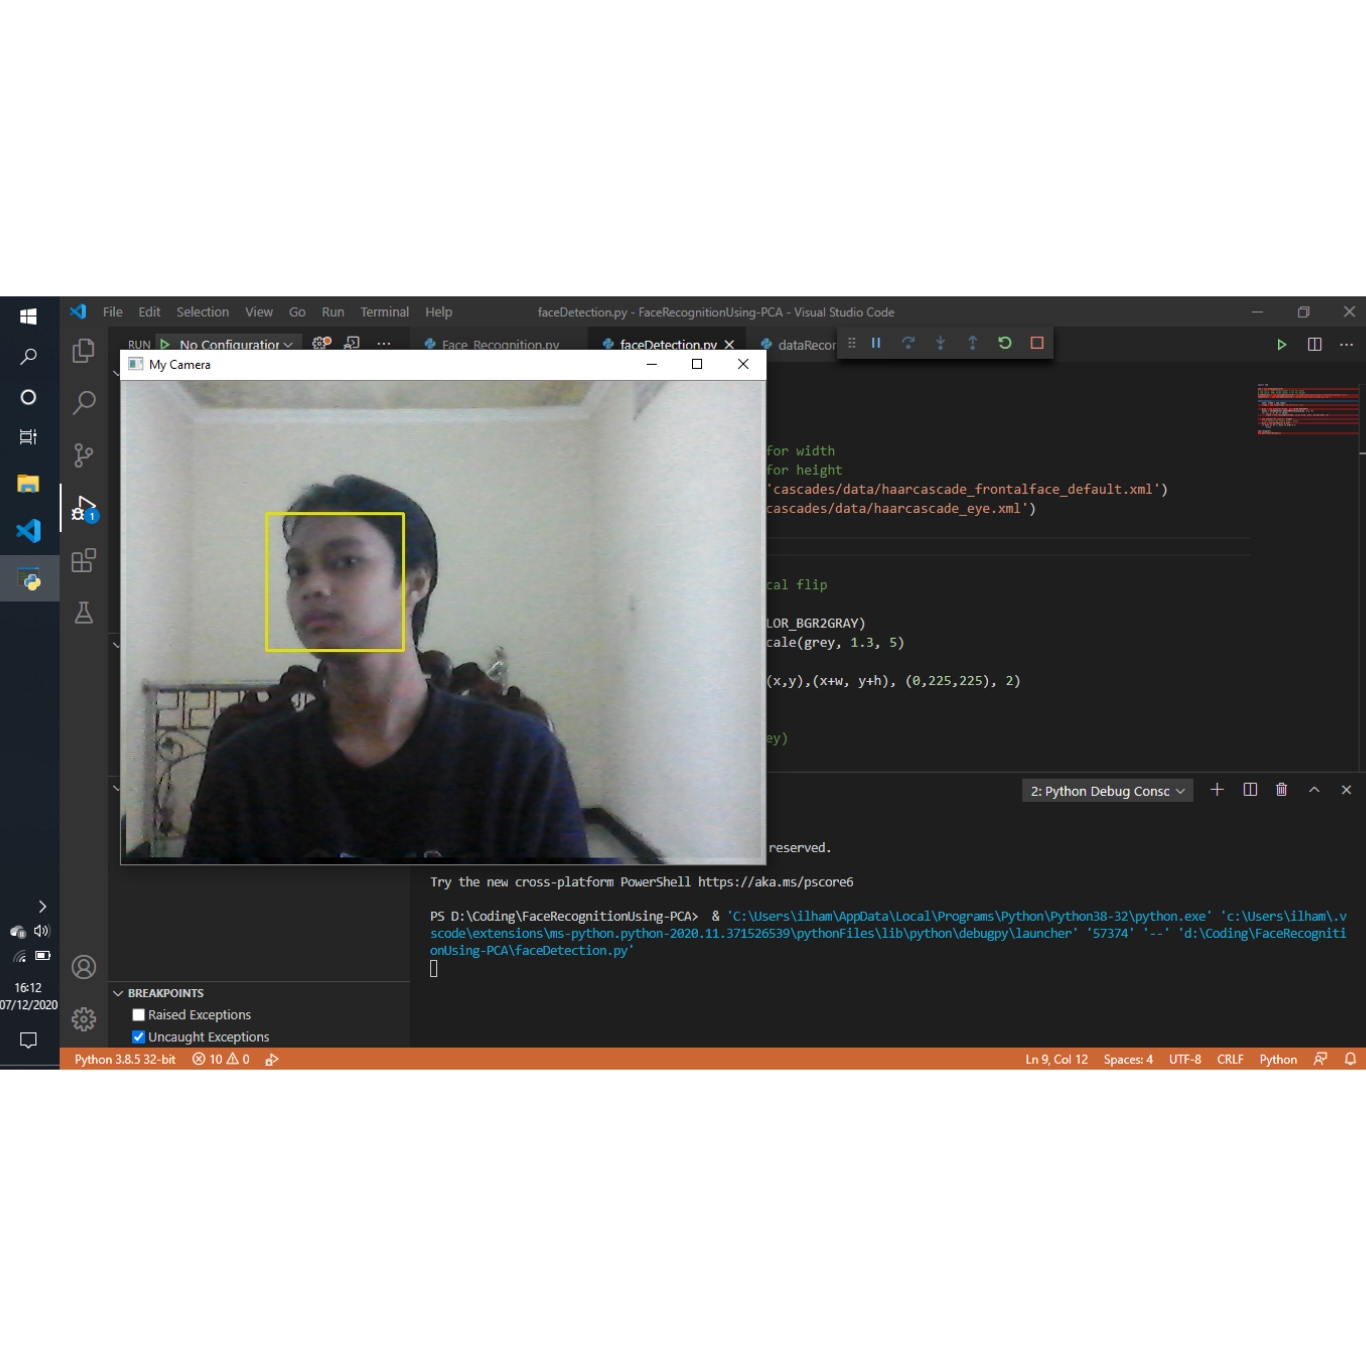 File Edit Selection View Go Run Terminal Help
faceDetection.py - FaceRecognitionUsing-PCA - Visual Studio Code
RUN No Configuration
Face_Recognition.py
faceDetection.py
dataRecor
My Camera
for width
for height
'cascades/data/haarcascade_frontalface_default.xml')
cascades/data/haarcascade_eye.xml')
cal flip
LOR_BGR2GRAY)
cale(grey, 1.3, 5)
(x,y),(x+w, y+h), (0,225,225), 2)
ey)
1
2: Python Debug Consc
reserved.
Try the new cross-platform PowerShell https://aka.ms/pscore6
PS D:\Coding\FaceRecognitionUsing-PCA> & 'C:\Users\ilham\AppData\Local\Programs\Python\Python38-32\python.exe' 'c:\Users\ilham\.v
scode\extensions\ms-python.python-2020.11.371526539\pythonFiles\lib\python\debugpy\launcher' '57374' '--' 'd:\Coding\FaceRecogniti
onUsing-PCA\faceDetection.py'
16:12
07/12/2020
BREAKPOINTS
Raised Exceptions
Uncaught Exceptions
Python 3.8.5 32-bit 10 0
Ln 9, Col 12 Spaces: 4 UTF-8 CRLF Python